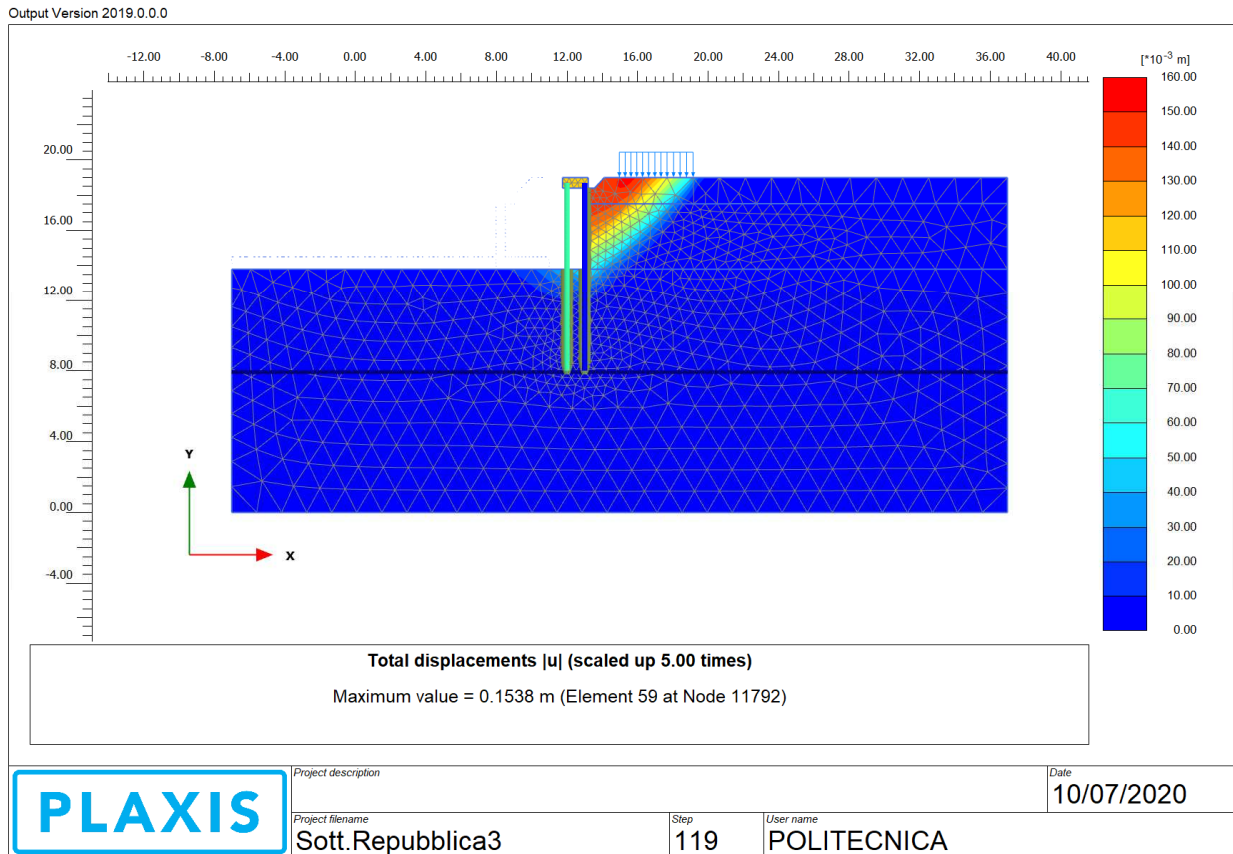 Output Version 2019.0.0.0
-12.00 -8.00 -4.00 0.00 4.00 8.00 12.00 16.00 20.00 24.00 28.00 32.00 36.00 40.00
[*10⁻³ m]
160.00
150.00
140.00
130.00
120.00
110.00
100.00
90.00
80.00
70.00
60.00
50.00
40.00
30.00
20.00
10.00
0.00
20.00
16.00
12.00
8.00
4.00
0.00
-4.00
Y
X
Total displacements |u| (scaled up 5.00 times)
Maximum value = 0.1538 m (Element 59 at Node 11792)
PLAXIS
Project description
Date
10/07/2020
Project filename
Sott.Repubblica3
Step
119
User name
POLITECNICA